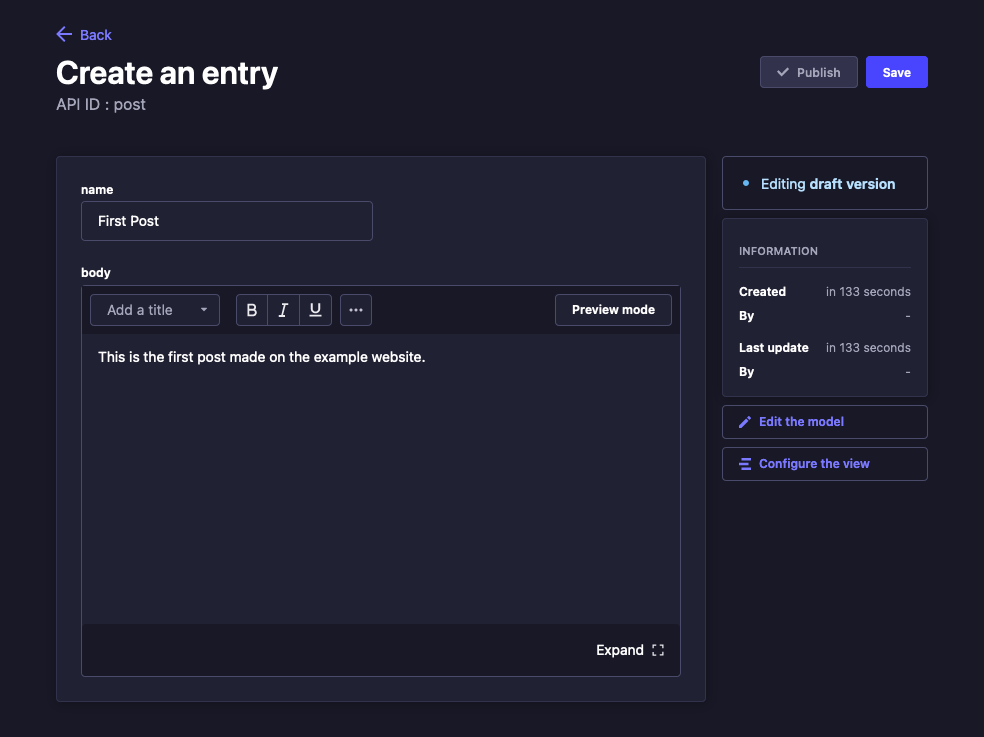 Back
Create an entry
API ID : post
Publish
Save
name
First Post
body
Add a title
B I U
Preview mode
This is the first post made on the example website.
Expand
Editing draft version
INFORMATION
Created in 133 seconds
By -
Last update in 133 seconds
By -
Edit the model
Configure the view